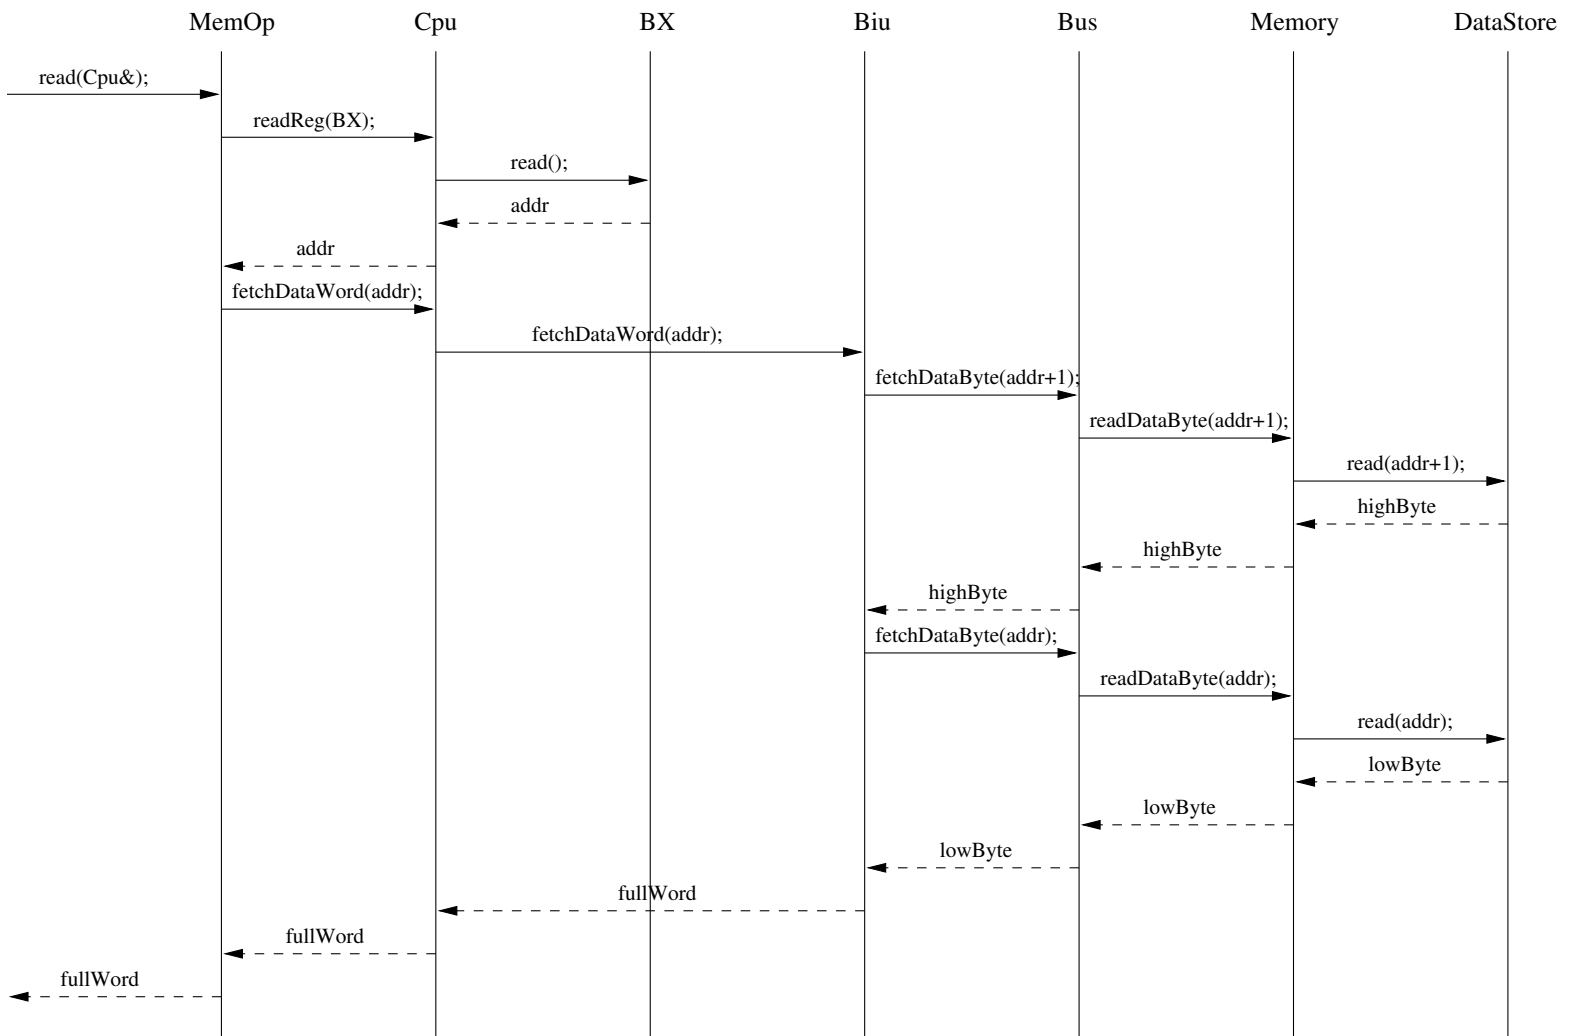 MemOp Cpu BX Biu Bus Memory DataStore
read(Cpu&);
readReg(BX);
read();
addr
addr
fetchDataWord(addr);
fetchDataWord(addr);
fetchDataByte(addr+1);
readDataByte(addr+1);
read(addr+1);
highByte
highByte
highByte
fetchDataByte(addr);
readDataByte(addr);
read(addr);
lowByte
lowByte
lowByte
fullWord
fullWord
fullWord